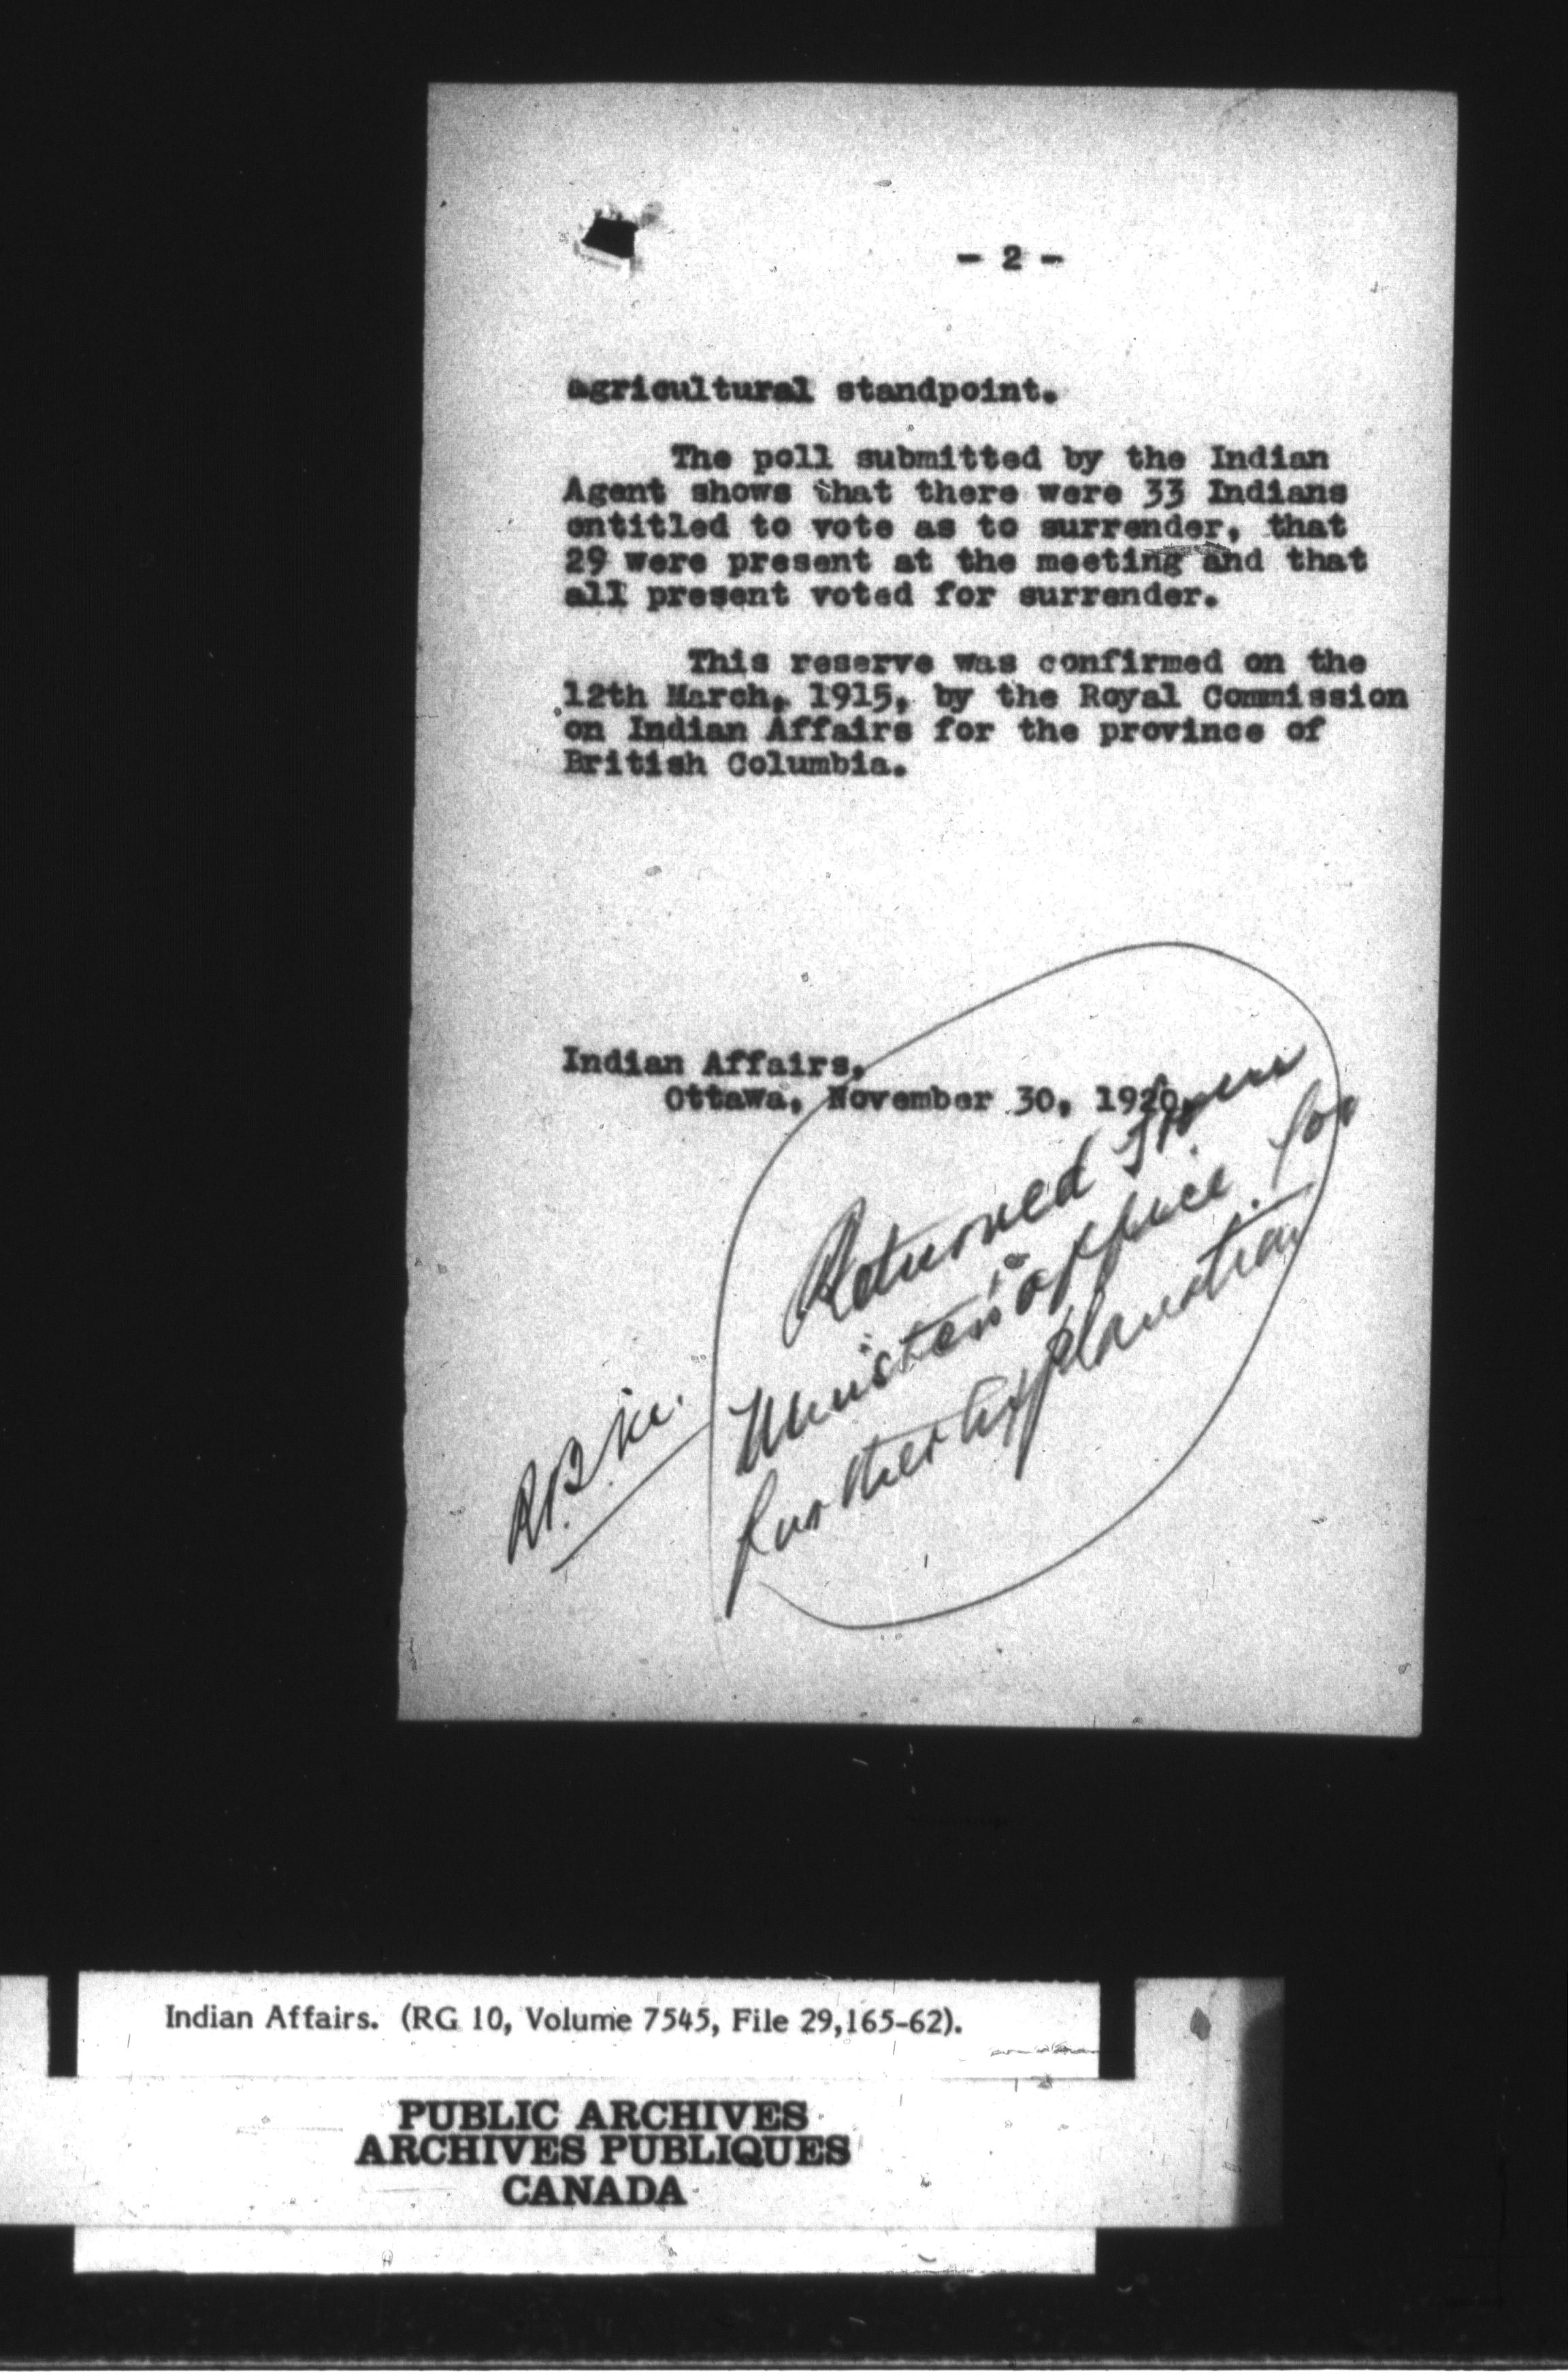 - 2 -
agricultural standpoint.
The poll submitted by the Indian
Agent shows that there were 33 Indians
entitled to vote as to surrender, that
29 were present at the meeting and that
all present voted for surrender.
This reserve was confirmed on the
12th March, 1915, by the Royal Commission
on Indian Affairs for the province of
British Columbia.
Indian Affairs,
Ottawa, November 30, 1920.
Returned from
Minister's office for
further explanation
Indian Affairs. (RG 10, Volume 7545, File 29,165-62).
PUBLIC ARCHIVES
ARCHIVES PUBLIQUES
CANADA